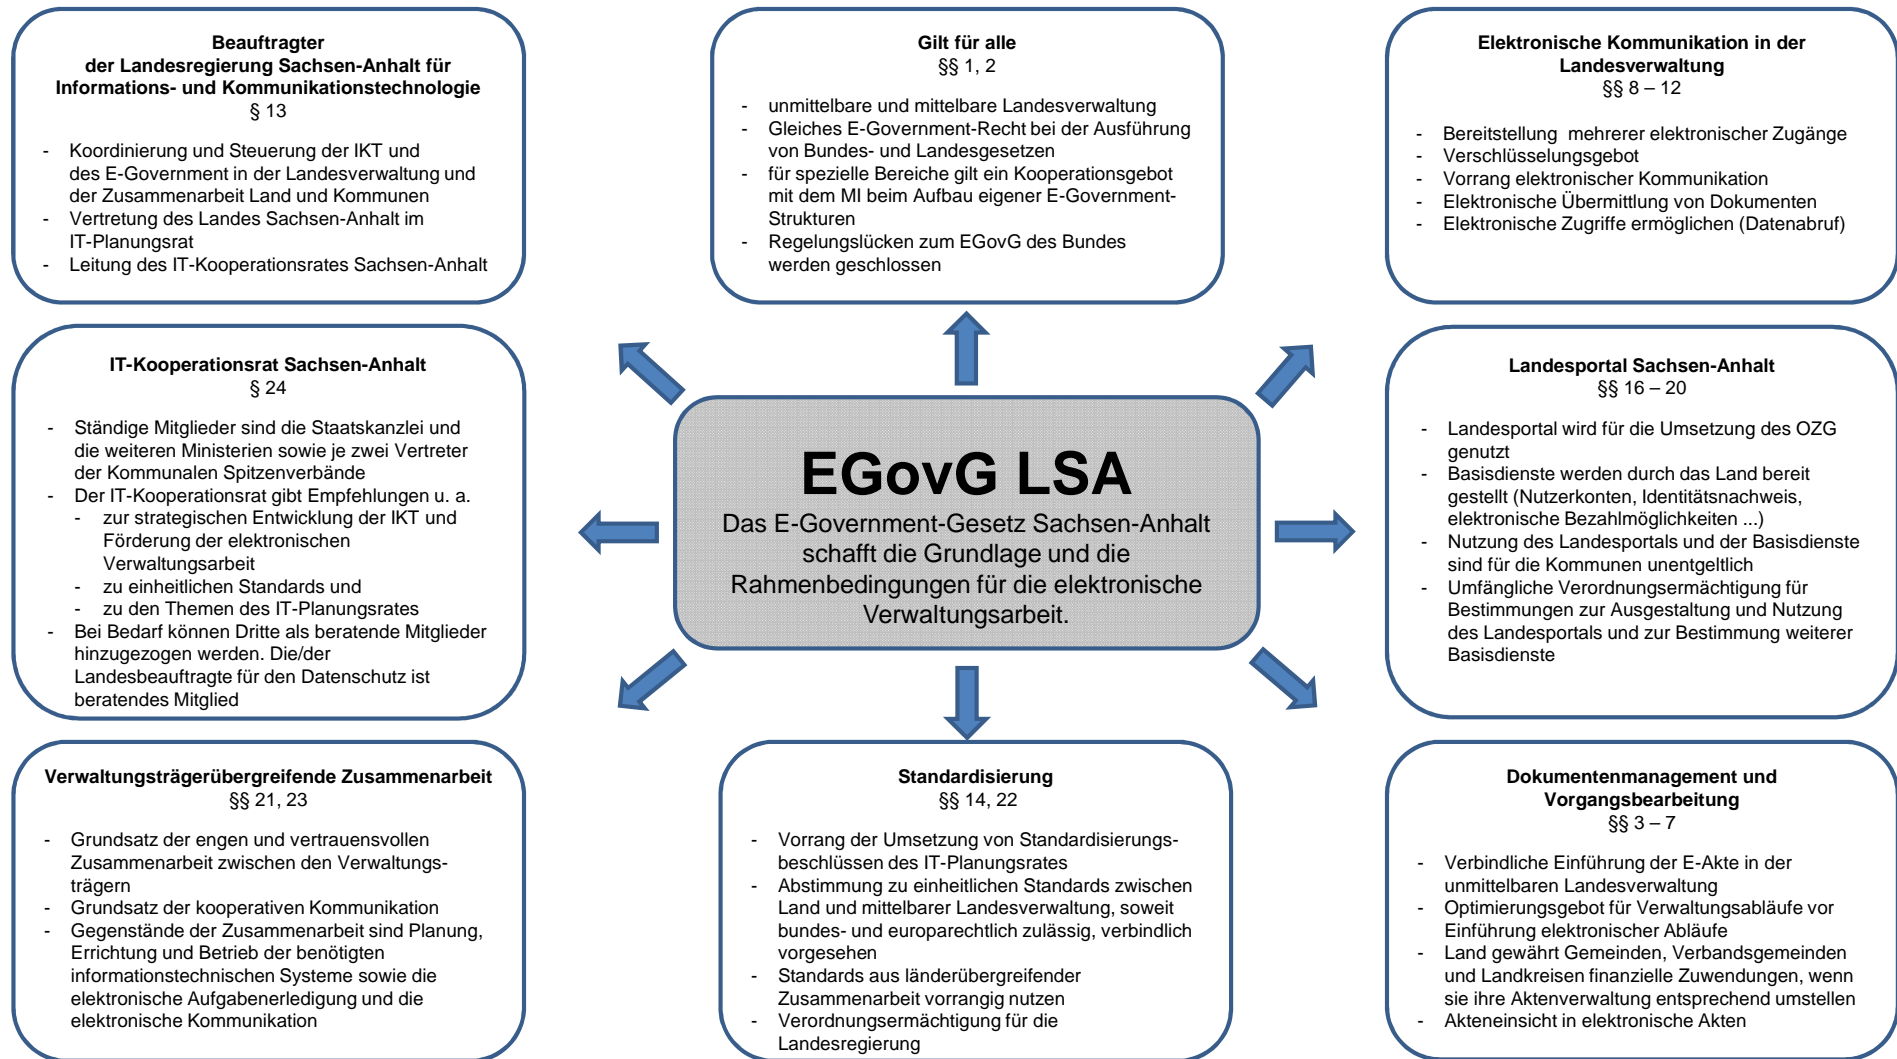 Beauftragter
der Landesregierung Sachsen-Anhalt für
Informations- und Kommunikationstechnologie
§ 13
- Koordinierung und Steuerung der IKT und
des E-Government in der Landesverwaltung und
der Zusammenarbeit Land und Kommunen
- Vertretung des Landes Sachsen-Anhalt im
IT-Planungsrat
- Leitung des IT-Kooperationsrates Sachsen-Anhalt
Gilt für alle
§§ 1, 2
- unmittelbare und mittelbare Landesverwaltung
- Gleiches E-Government-Recht bei der Ausführung
von Bundes- und Landesgesetzen
- für spezielle Bereiche gilt ein Kooperationsgebot
mit dem MI beim Aufbau eigener E-Government-
Strukturen
- Regelungslücken zum EGovG des Bundes
werden geschlossen
Elektronische Kommunikation in der
Landesverwaltung
§§ 8 – 12
- Bereitstellung mehrerer elektronischer Zugänge
- Verschlüsselungsgebot
- Vorrang elektronischer Kommunikation
- Elektronische Übermittlung von Dokumenten
- Elektronische Zugriffe ermöglichen (Datenabruf)
IT-Kooperationsrat Sachsen-Anhalt
§ 24
- Ständige Mitglieder sind die Staatskanzlei und
die weiteren Ministerien sowie je zwei Vertreter
der Kommunalen Spitzenverbände
- Der IT-Kooperationsrat gibt Empfehlungen u. a.
- zur strategischen Entwicklung der IKT und
Förderung der elektronischen
Verwaltungsarbeit
- zu einheitlichen Standards und
- zu den Themen des IT-Planungsrates
- Bei Bedarf können Dritte als beratende Mitglieder
hinzugezogen werden. Die/der
Landesbeauftragte für den Datenschutz ist
beratendes Mitglied
EGovG LSA
Das E-Government-Gesetz Sachsen-Anhalt
schafft die Grundlage und die
Rahmenbedingungen für die elektronische
Verwaltungsarbeit.
Landesportal Sachsen-Anhalt
§§ 16 – 20
- Landesportal wird für die Umsetzung des OZG
genutzt
- Basisdienste werden durch das Land bereit
gestellt (Nutzerkonten, Identitätsnachweis,
elektronische Bezahlmöglichkeiten ...)
- Nutzung des Landesportals und der Basisdienste
sind für die Kommunen unentgeltlich
- Umfängliche Verordnungsermächtigung für
Bestimmungen zur Ausgestaltung und Nutzung
des Landesportals und zur Bestimmung weiterer
Basisdienste
Verwaltungsträgerübergreifende Zusammenarbeit
§§ 21, 23
- Grundsatz der engen und vertrauensvollen
Zusammenarbeit zwischen den Verwaltungs-
trägern
- Grundsatz der kooperativen Kommunikation
- Gegenstände der Zusammenarbeit sind Planung,
Errichtung und Betrieb der benötigten
informationstechnischen Systeme sowie die
elektronische Aufgabenerledigung und die
elektronische Kommunikation
Standardisierung
§§ 14, 22
- Vorrang der Umsetzung von Standardisierungs-
beschlüssen des IT-Planungsrates
- Abstimmung zu einheitlichen Standards zwischen
Land und mittelbarer Landesverwaltung, soweit
bundes- und europarechtlich zulässig, verbindlich
vorgesehen
- Standards aus länderübergreifender
Zusammenarbeit vorrangig nutzen
- Verordnungsermächtigung für die
Landesregierung
Dokumentenmanagement und
Vorgangsbearbeitung
§§ 3 – 7
- Verbindliche Einführung der E-Akte in der
unmittelbaren Landesverwaltung
- Optimierungsgebot für Verwaltungsabläufe vor
Einführung elektronischer Abläufe
- Land gewährt Gemeinden, Verbandsgemeinden
und Landkreisen finanzielle Zuwendungen, wenn
sie ihre Aktenverwaltung entsprechend umstellen
- Akteneinsicht in elektronische Akten